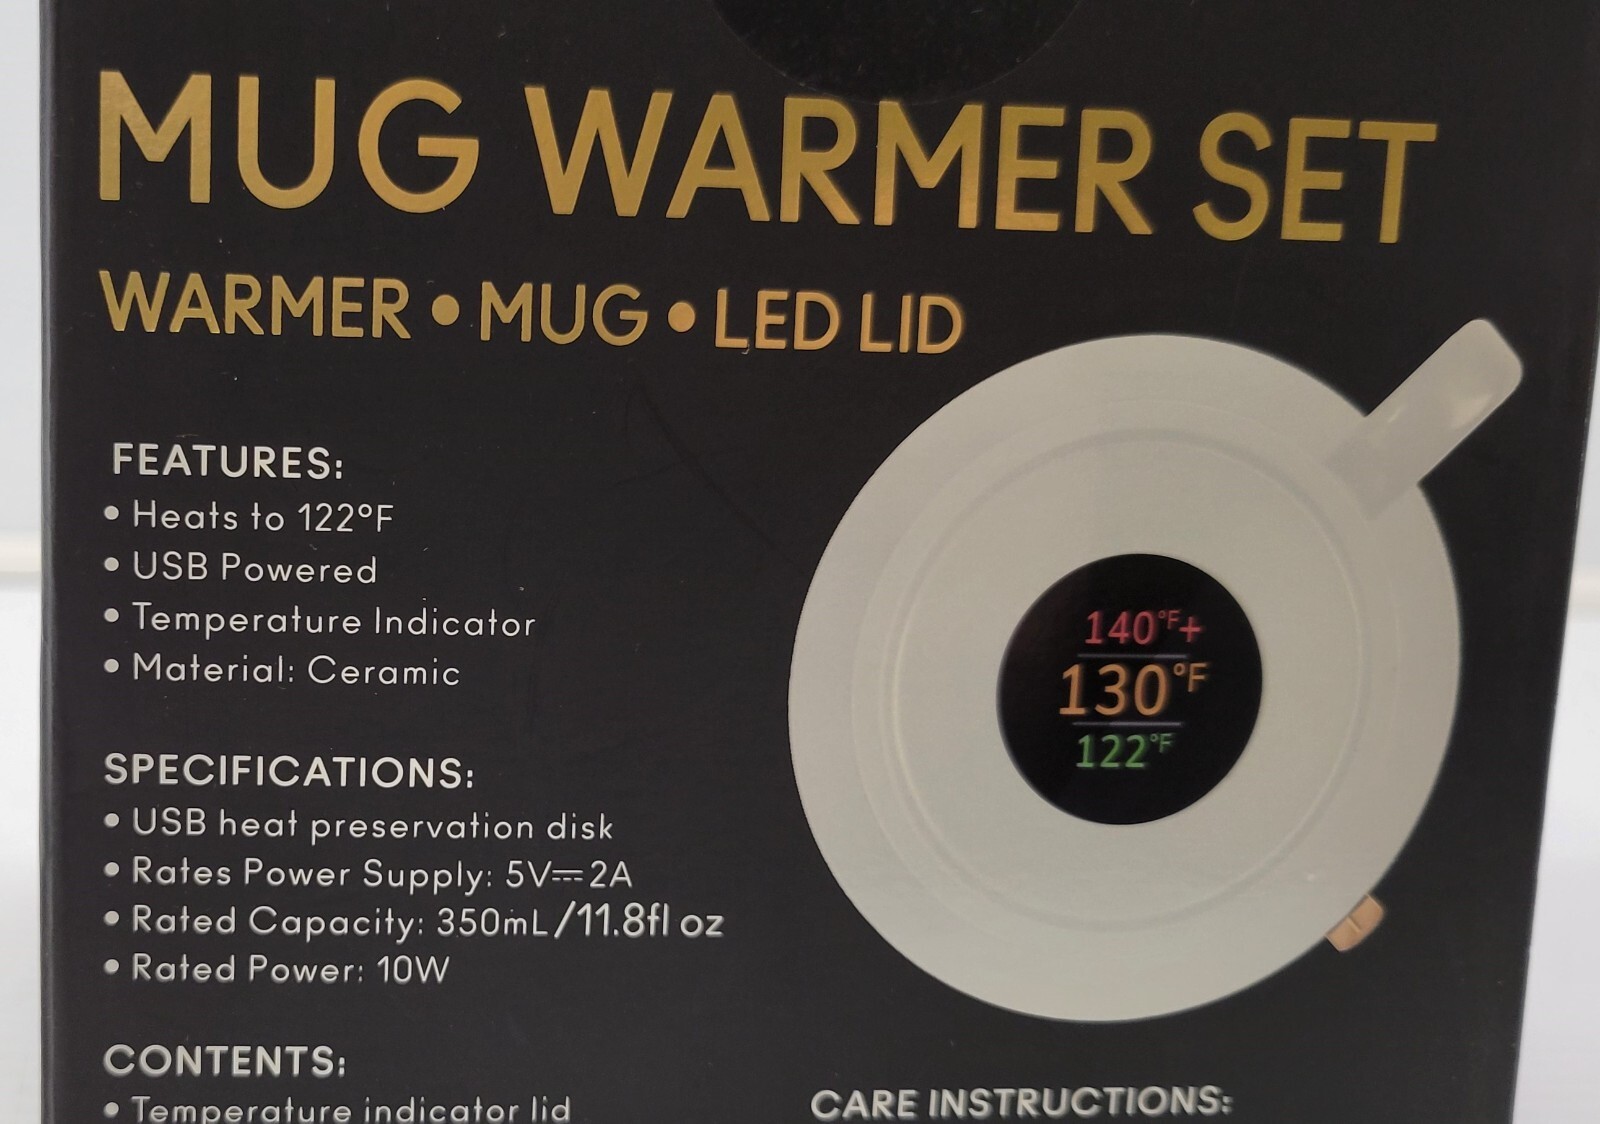 MUG WARMER SET
WARMER • MUG • LED LID
FEATURES:
• Heats to 122°F
• USB Powered
• Temperature Indicator
• Material: Ceramic
SPECIFICATIONS:
• USB heat preservation disk
• Rates Power Supply: 5V⎓2A
• Rated Capacity: 350mL/11.8fl oz
• Rated Power: 10W
CONTENTS:
• Temperature indicator lid
140°F+
130°F
122°F
CARE INSTRUCTIONS: